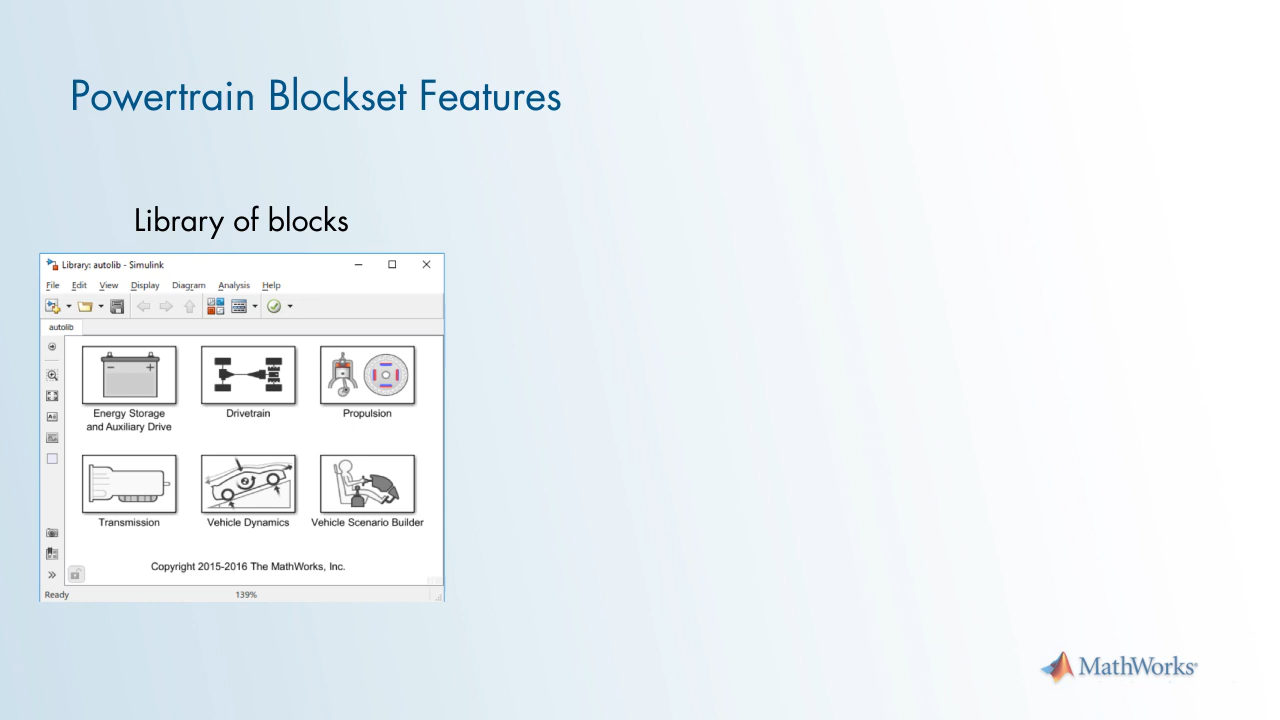 Powertrain Blockset Features
Library of blocks
Library: autolib - Simulink
File Edit View Display Diagram Analysis Help
autolib
Energy Storage
and Auxiliary Drive
Drivetrain
Propulsion
Transmission
Vehicle Dynamics
Vehicle Scenario Builder
Copyright 2015-2016 The MathWorks, Inc.
Ready 139%
MathWorks®